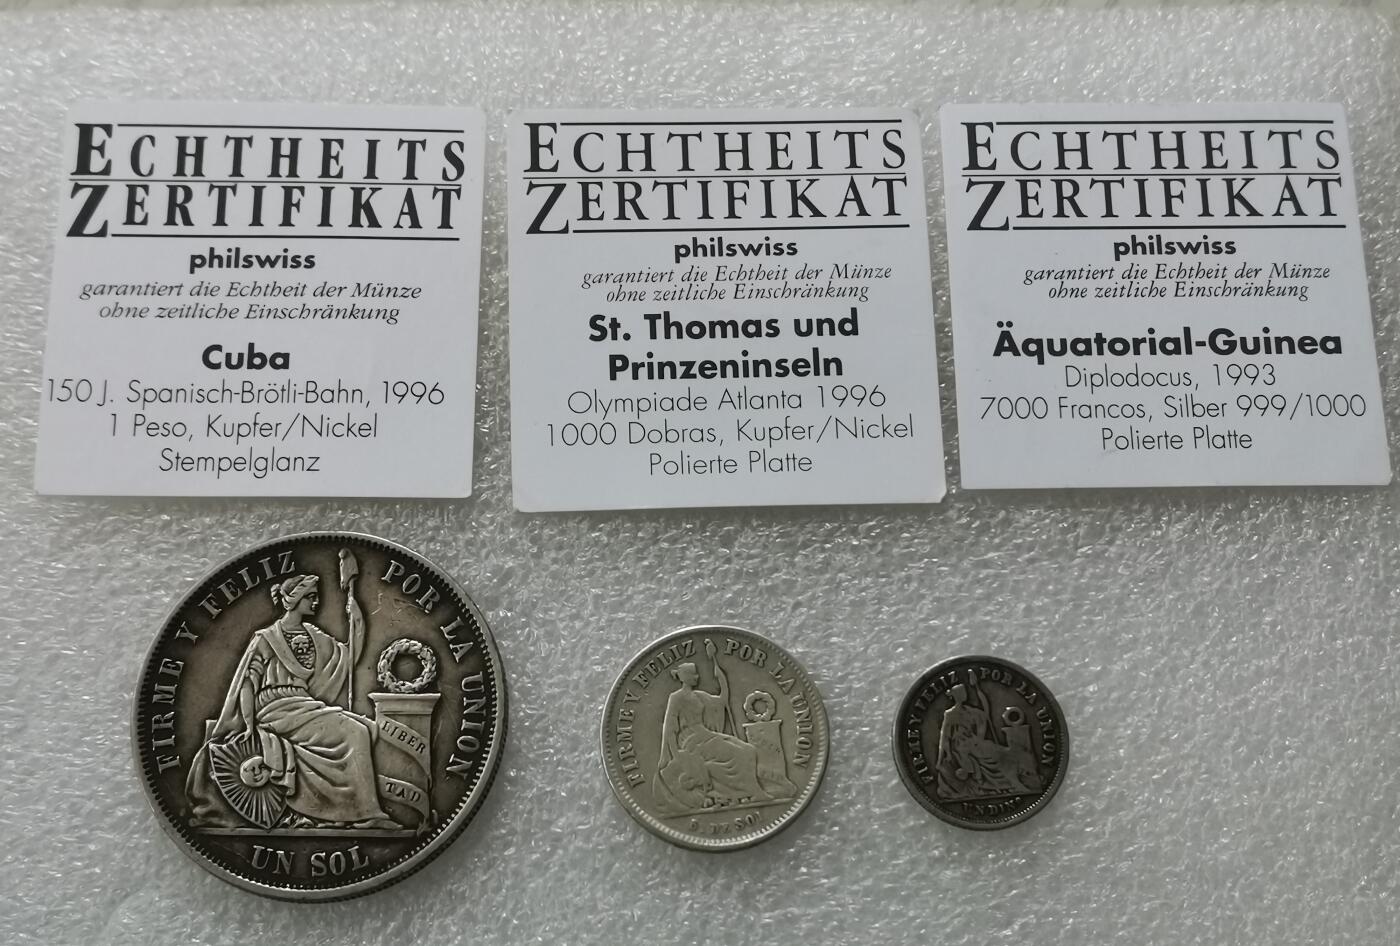 ECHTHEITS
ZERTIFIKAT
philswiss
garantiert die Echtheit der Münze
ohne zeitliche Einschränkung
Cuba
150 J. Spanisch-Brötli-Bahn, 1996
1 Peso, Kupfer/Nickel
Stempelglanz
ECHTHEITS
ZERTIFIKAT
philswiss
garantiert die Echtheit der Münze
ohne zeitliche Einschränkung
St. Thomas und
Prinzeninseln
Olympiade Atlanta 1996
1000 Dobras, Kupfer/Nickel
Polierte Platte
ECHTHEITS
ZERTIFIKAT
philswiss
garantiert die Echtheit der Münze
ohne zeitliche Einschränkung
Äquatorial-Guinea
Diplodocus, 1993
7000 Francos, Silber 999/1000
Polierte Platte
FIRME Y FELIZ POR LA UNION
LIBER
TAD
UN SOL
FIRME Y FELIZ POR LA UNION
DE SOL
FIRME Y FELIZ POR LA UNION
UN DINº